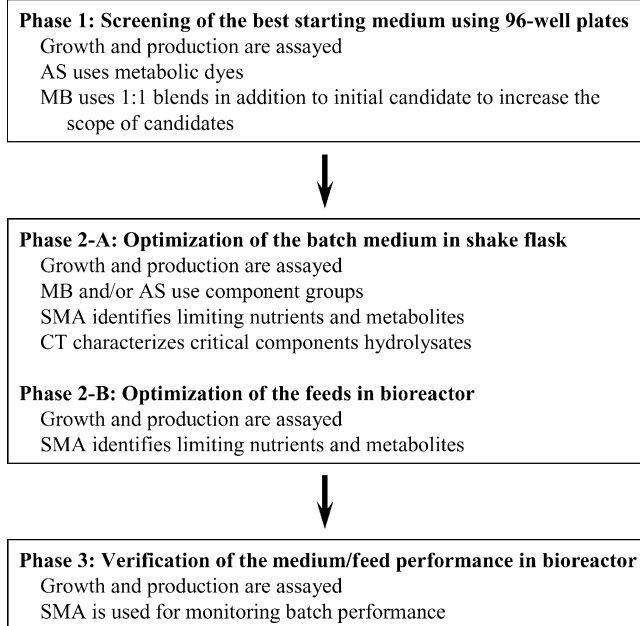 Phase 1: Screening of the best starting medium using 96-well plates
Growth and production are assayed
AS uses metabolic dyes
MB uses 1:1 blends in addition to initial candidate to increase the
scope of candidates
Phase 2-A: Optimization of the batch medium in shake flask
Growth and production are assayed
MB and/or AS use component groups
SMA identifies limiting nutrients and metabolites
CT characterizes critical components hydrolysates
Phase 2-B: Optimization of the feeds in bioreactor
Growth and production are assayed
SMA identifies limiting nutrients and metabolites
Phase 3: Verification of the medium/feed performance in bioreactor
Growth and production are assayed
SMA is used for monitoring batch performance